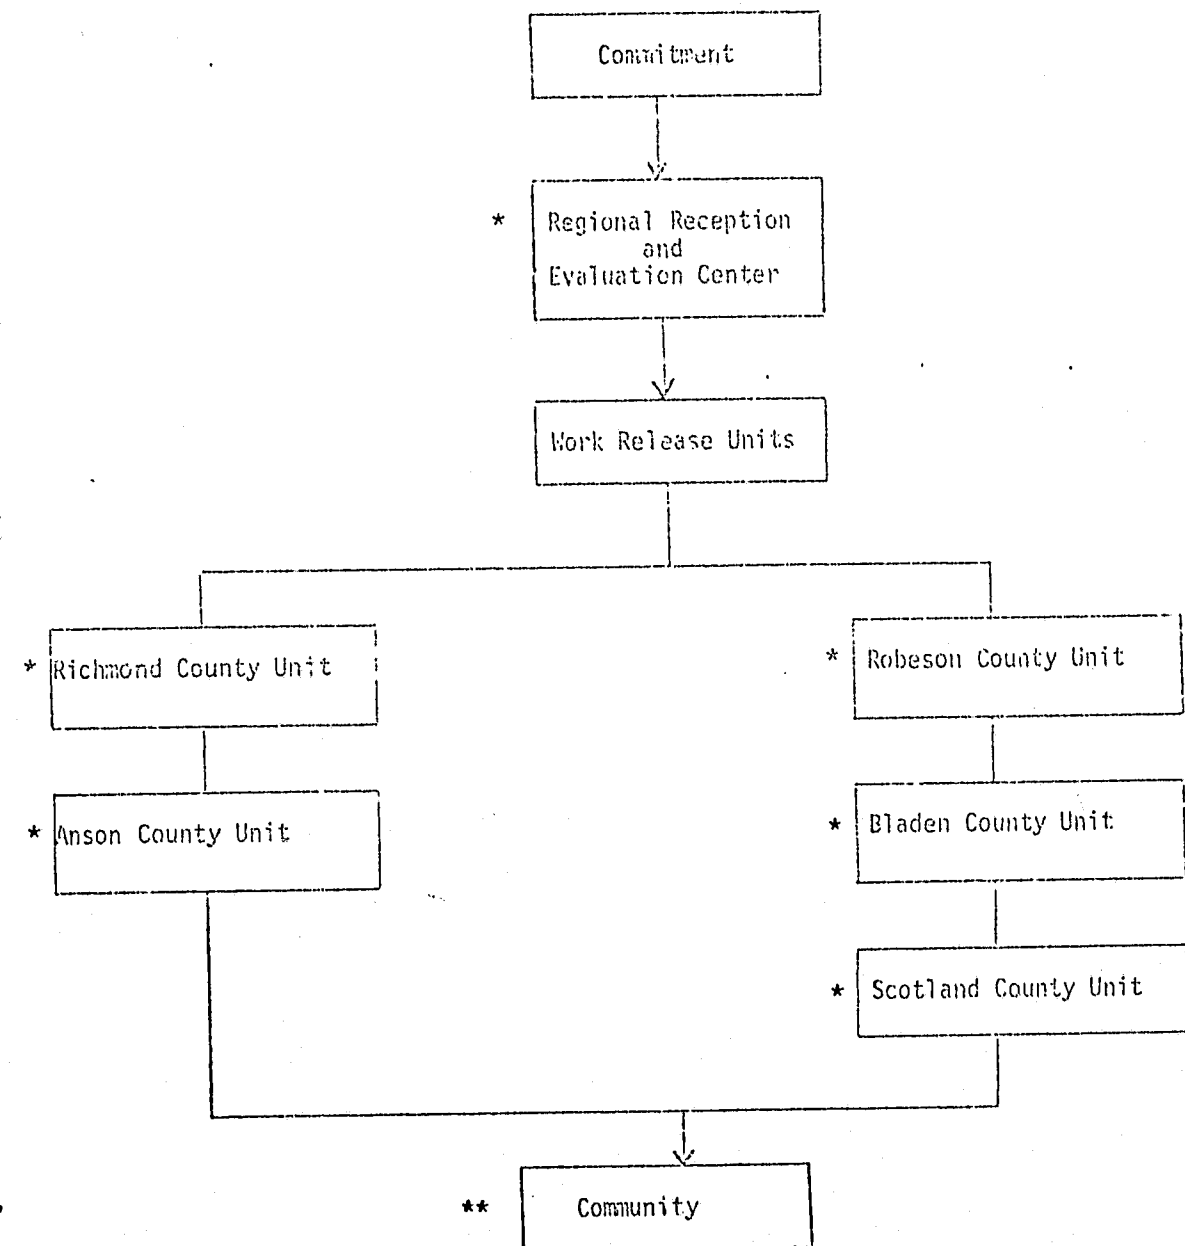 Commitment
* Regional Reception
and
Evaluation Center
Work Release Units
* Richmond County Unit
* Robeson County Unit
* Anson County Unit
* Bladen County Unit
* Scotland County Unit
** Community